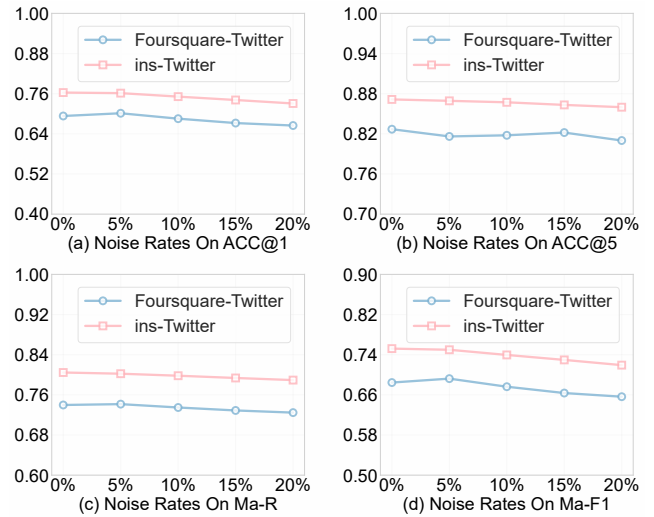 1.00
0.88
0.76
0.64
0.52
0.40
Foursquare-Twitter
ins-Twitter
0% 5% 10% 15% 20%
(a) Noise Rates On ACC@1
1.00
0.94
0.88
0.82
0.76
0.70
Foursquare-Twitter
ins-Twitter
0% 5% 10% 15% 20%
(b) Noise Rates On ACC@5
1.00
0.92
0.84
0.76
0.68
0.60
Foursquare-Twitter
ins-Twitter
0% 5% 10% 15% 20%
(c) Noise Rates On Ma-R
0.90
0.82
0.74
0.66
0.58
0.50
Foursquare-Twitter
ins-Twitter
0% 5% 10% 15% 20%
(d) Noise Rates On Ma-F1